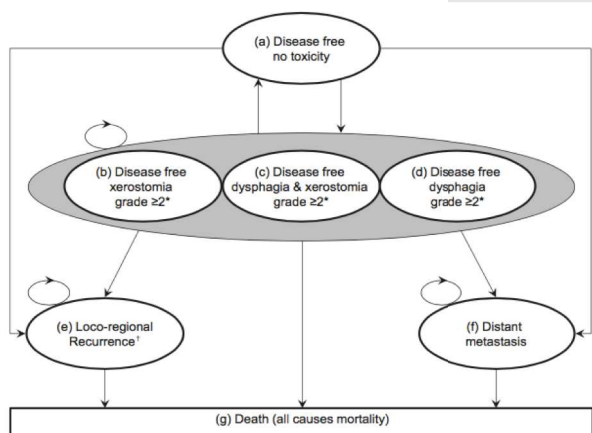 (a) Disease free
no toxicity
(b) Disease free
xerostomia
grade ≥2*
(c) Disease free
dysphagia & xerostomia
grade ≥2*
(d) Disease free
dysphagia
grade ≥2*
(e) Loco-regional
Recurrence†
(f) Distant
metastasis
(g) Death (all causes mortality)